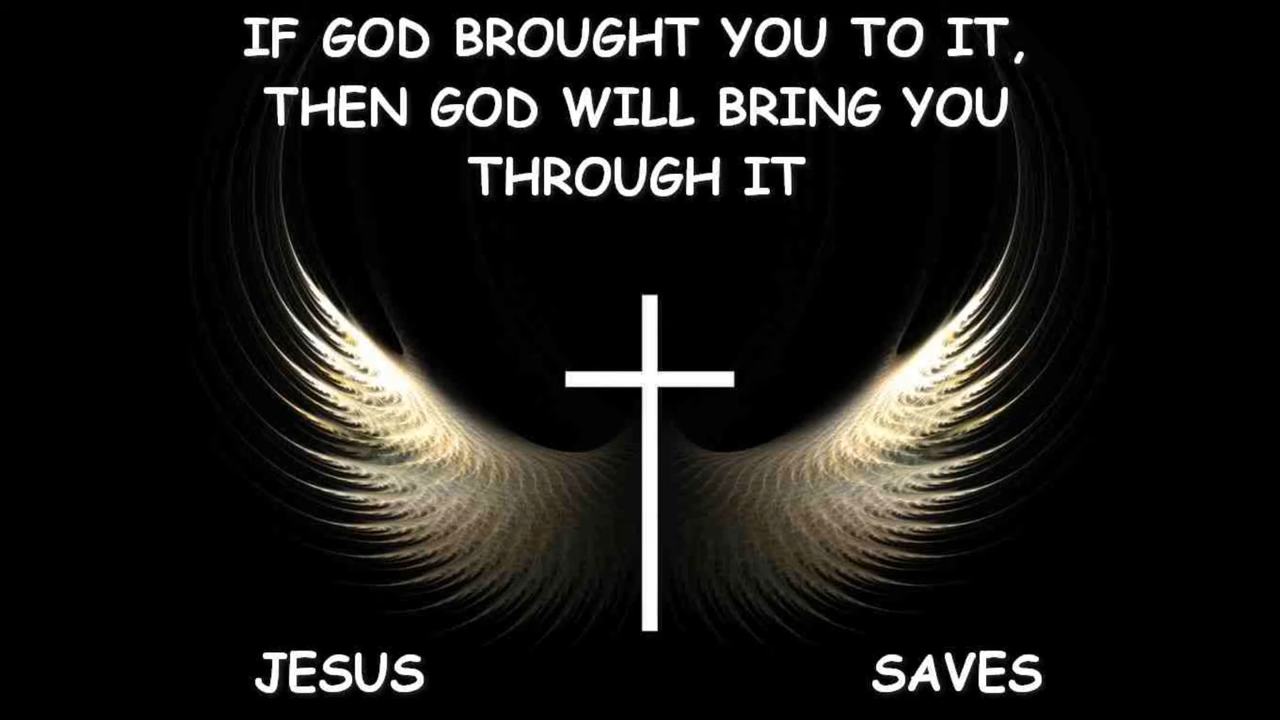 IF GOD BROUGHT YOU TO IT,
THEN GOD WILL BRING YOU
THROUGH IT
JESUS SAVES